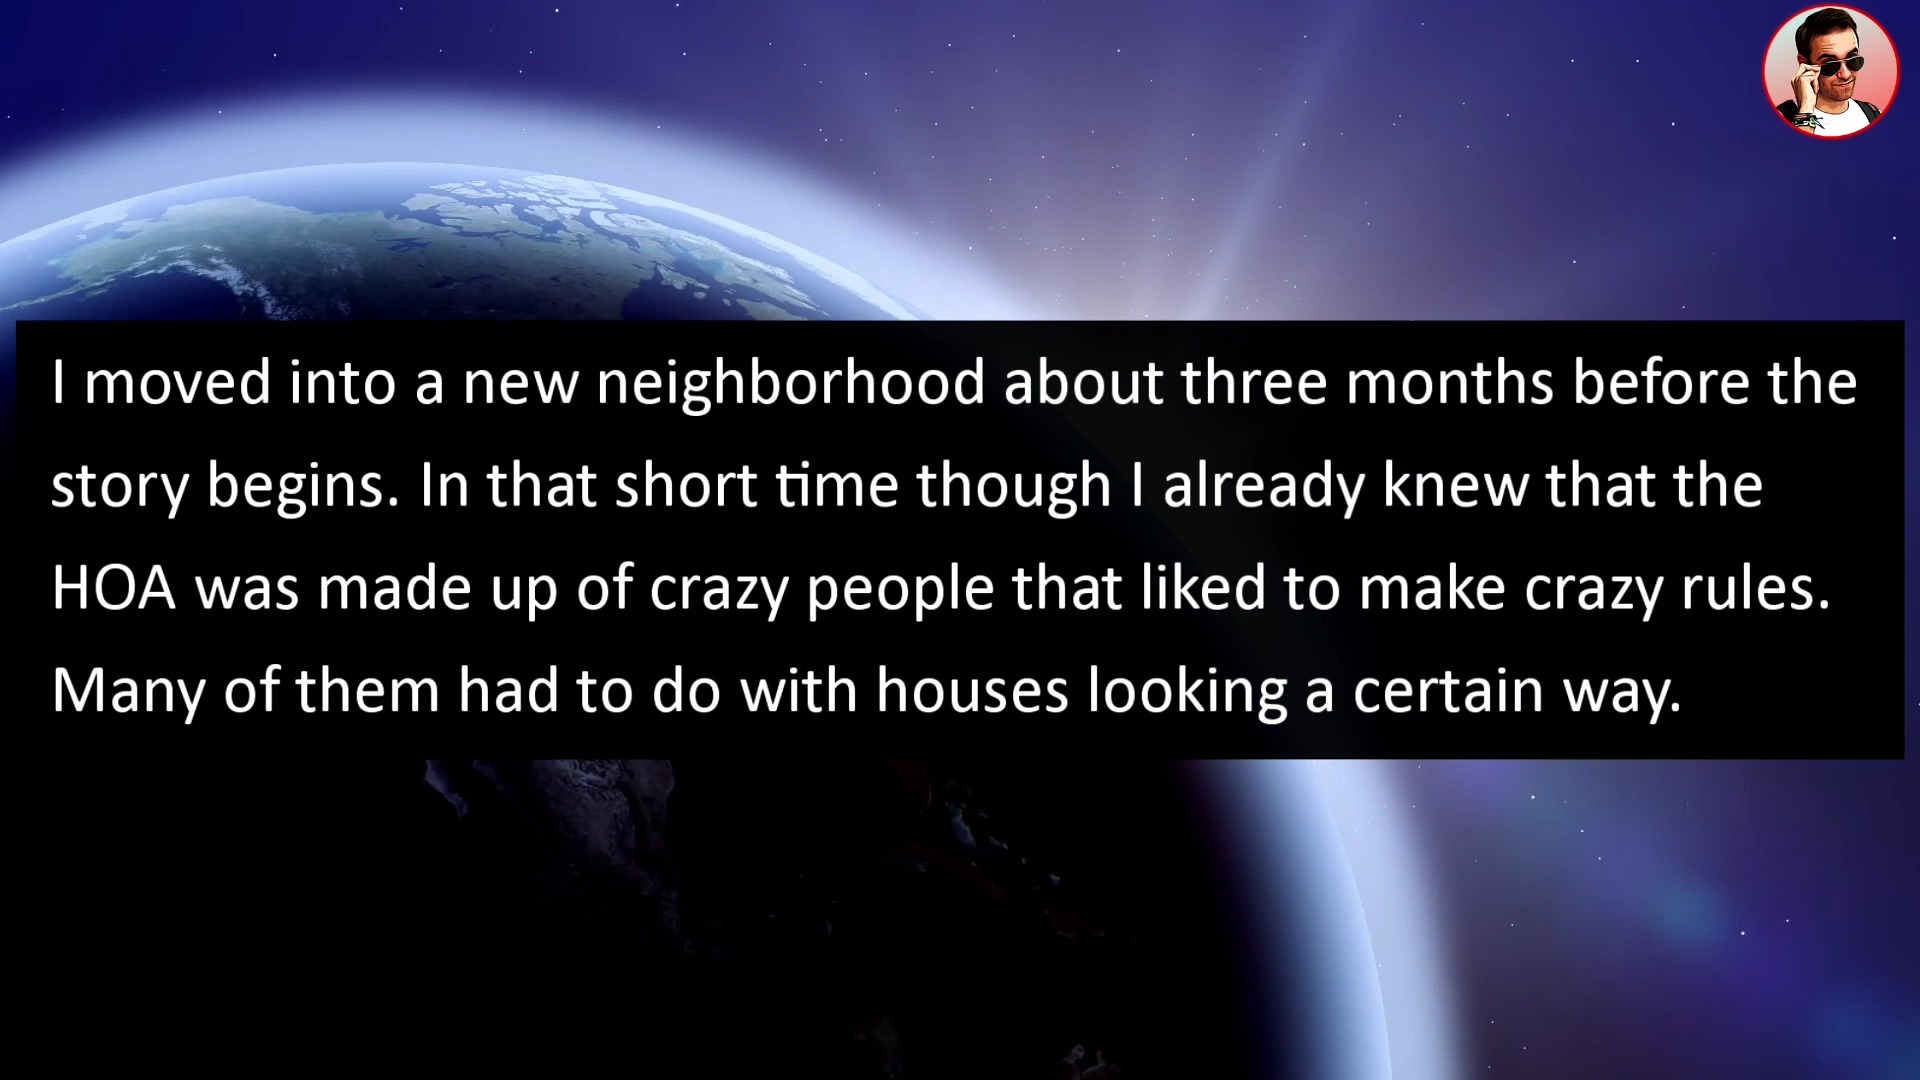 I moved into a new neighborhood about three months before the
story begins. In that short time though I already knew that the
HOA was made up of crazy people that liked to make crazy rules.
Many of them had to do with houses looking a certain way.